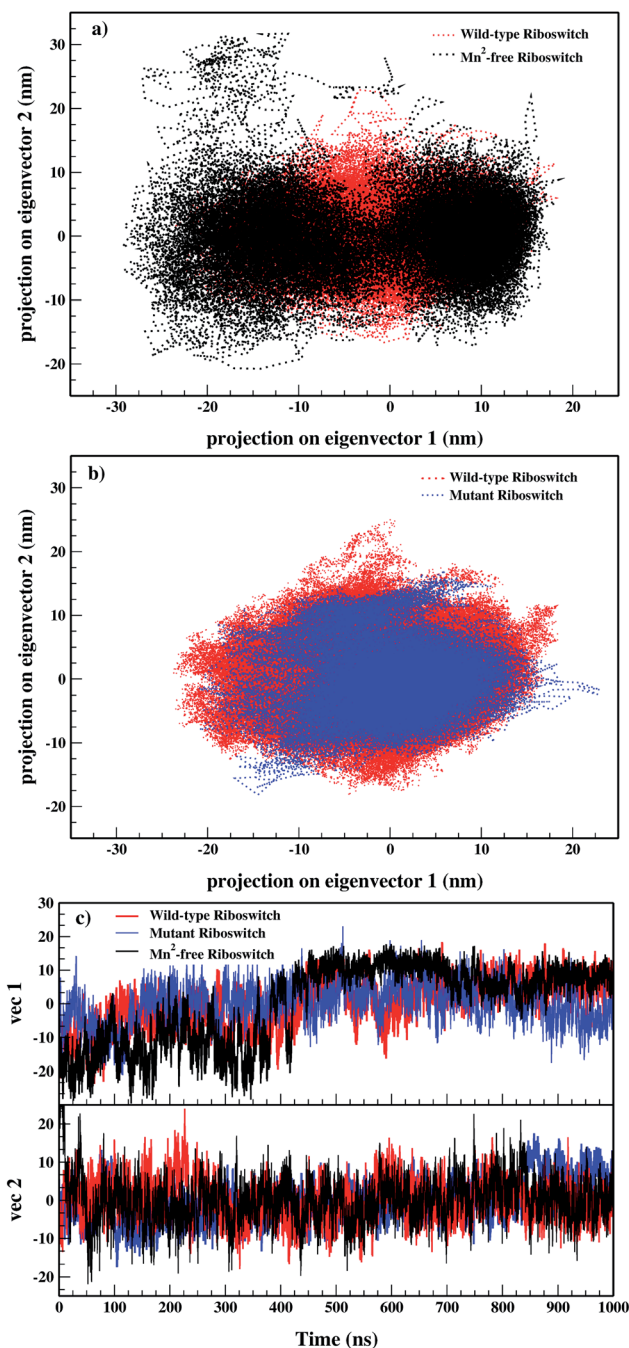 a)
Wild-type Riboswitch
Mn²-free Riboswitch
30
20
10
0
-10
-20
projection on eigenvector 2 (nm)
-30 -20 -10 0 10 20
projection on eigenvector 1 (nm)
b)
Wild-type Riboswitch
Mutant Riboswitch
30
20
10
0
-10
-20
projection on eigenvector 2 (nm)
-30 -20 -10 0 10 20
projection on eigenvector 1 (nm)
c)
Wild-type Riboswitch
Mutant Riboswitch
Mn²-free Riboswitch
30
20
10
0
-10
-20
vec 1
20
10
0
-10
-20
vec 2
0 100 200 300 400 500 600 700 800 900 1000
Time (ns)